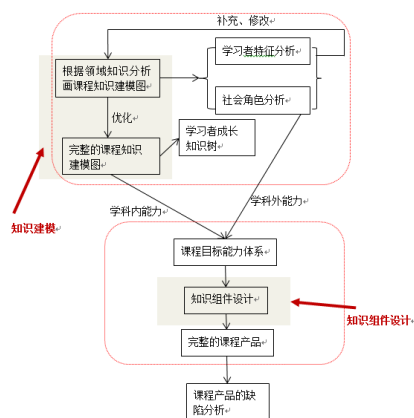 补充、修改
学习者特征分析
根据领域知识分析
画课程知识建模图
社会角色分析
优化
学习者成长
知识树
完整的课程知识
建模图
学科内能力
学科外能力
知识建模
课程目标能力体系
知识组件设计
知识组件设计
完整的课程产品
课程产品的缺
陷分析